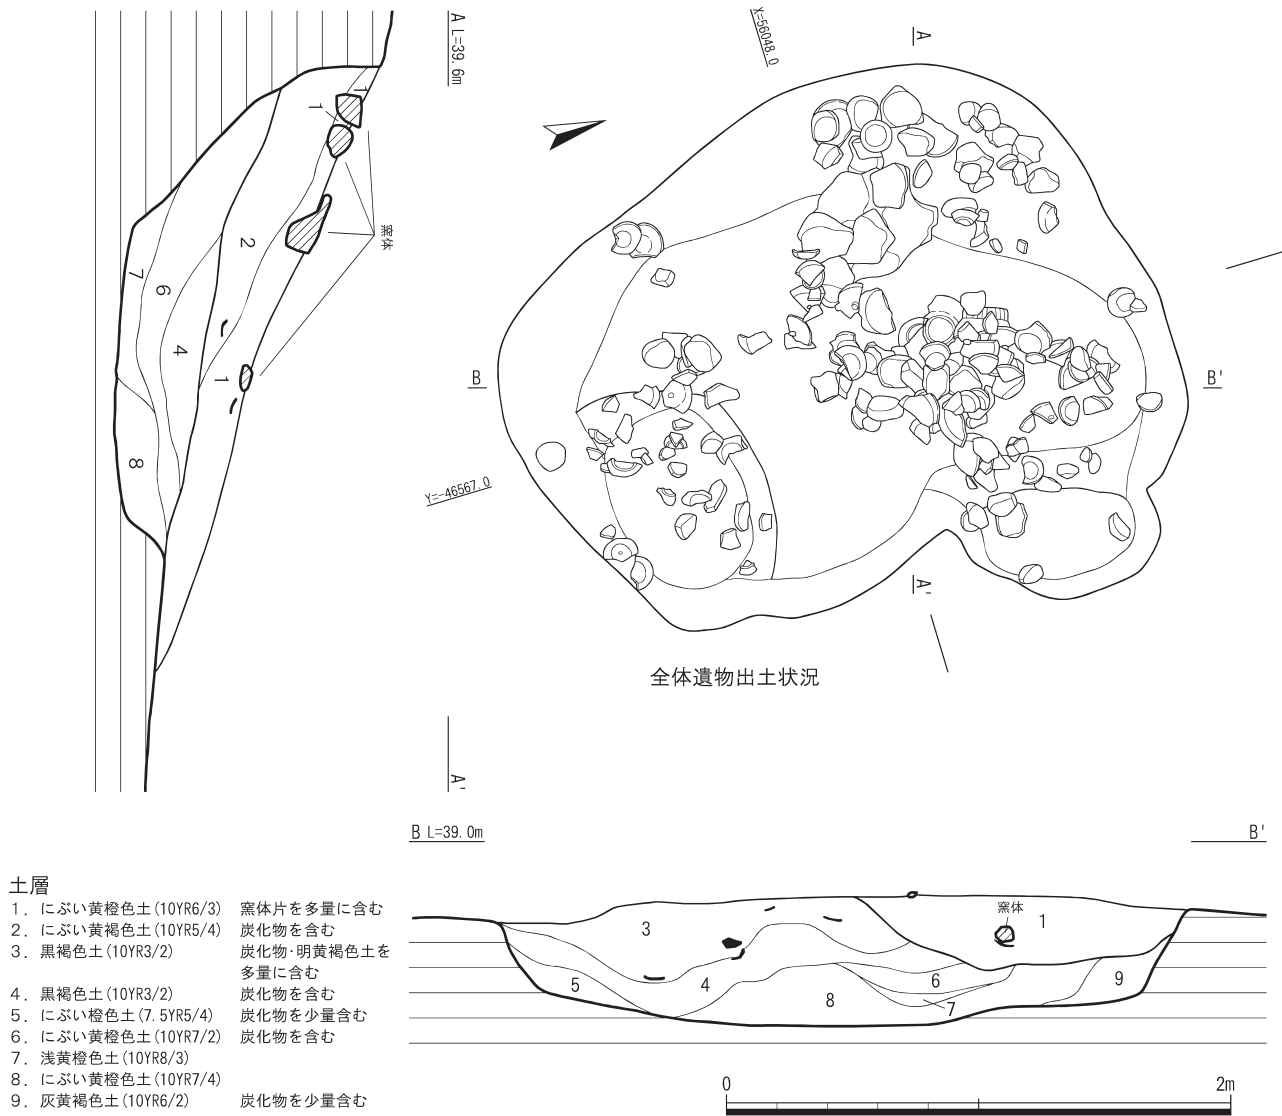 A L=39.6m
X=56048.0
A
1
1
窯体
2
7
6
4
1
8
B
B'
Y=-46567.0
A'
全体遺物出土状況
A'
B L=39.0m
B'
土層
1. にぶい黄橙色土(10YR6/3) 窯体片を多量に含む
2. にぶい黄褐色土(10YR5/4) 炭化物を含む
3. 黒褐色土(10YR3/2) 炭化物・明黄褐色土を
多量に含む
4. 黒褐色土(10YR3/2) 炭化物を含む
5. にぶい橙色土(7.5YR5/4) 炭化物を少量含む
6. にぶい黄橙色土(10YR7/2) 炭化物を含む
7. 浅黄橙色土(10YR8/3)
8. にぶい黄橙色土(10YR7/4)
9. 灰黄褐色土(10YR6/2) 炭化物を少量含む
窯体
3
1
5
4
8
6
7
9
0
2m